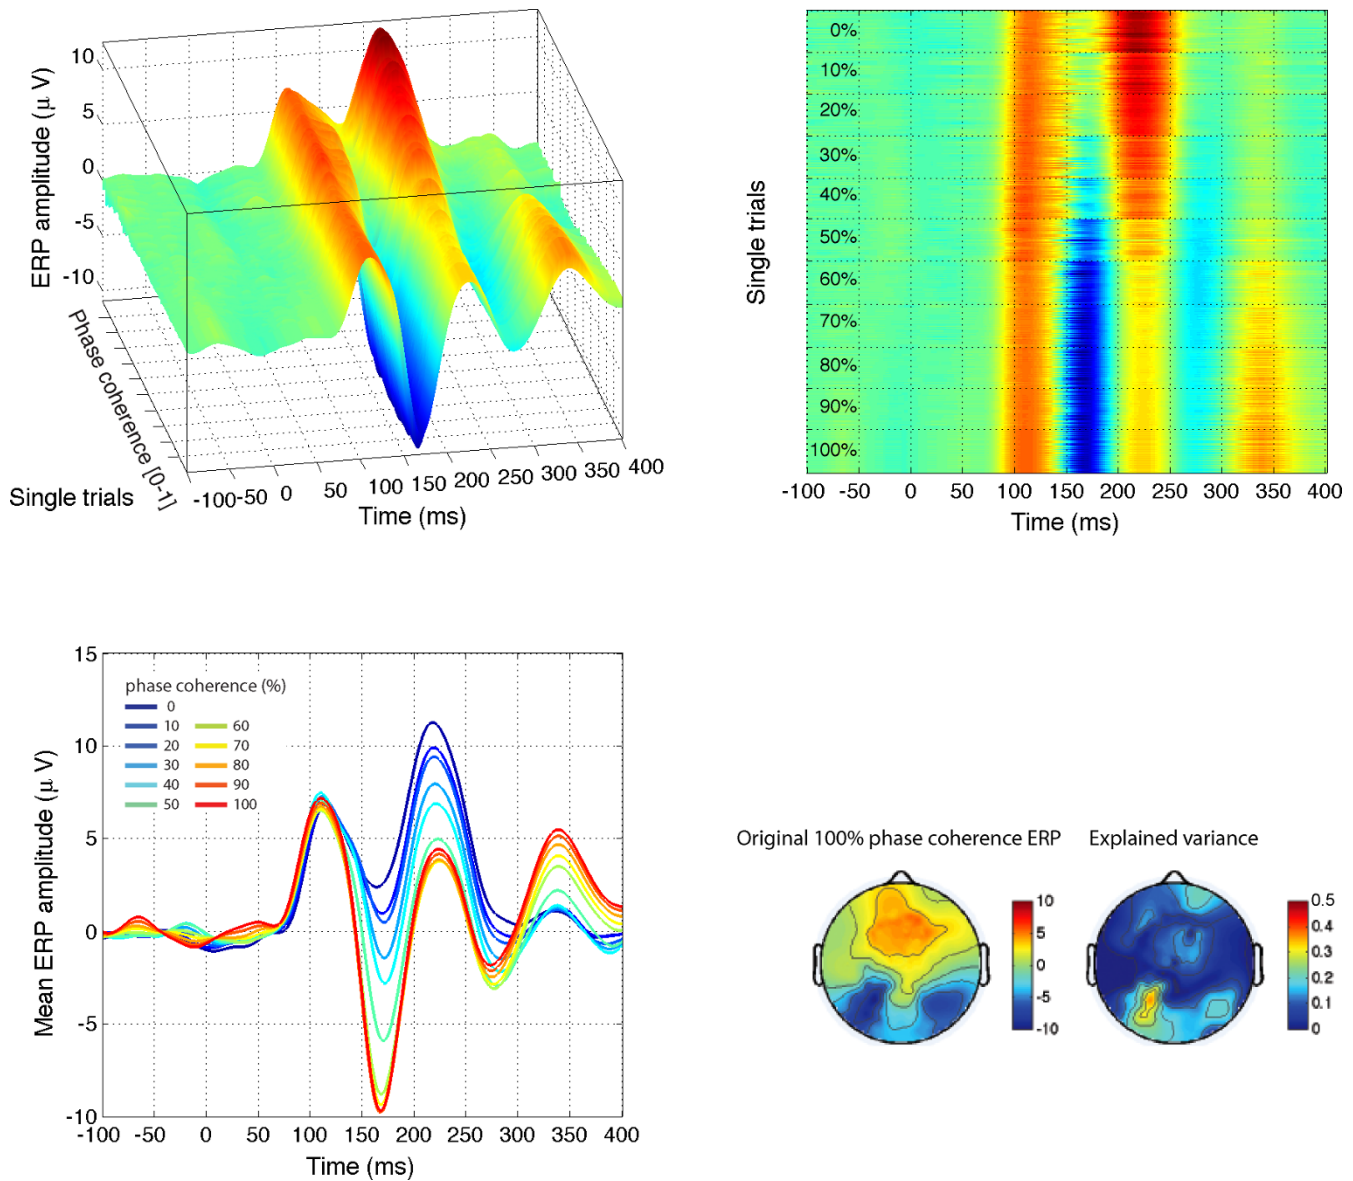 10
5
0
-5
-10
ERP amplitude (μ V)
Phase coherence [0-1]
Single trials
-100 -50 0 50 100 150 200 250 300 350 400
Time (ms)
0%
10%
20%
30%
40%
50%
60%
70%
80%
90%
100%
Single trials
-100 -50 0 50 100 150 200 250 300 350 400
Time (ms)
15
10
5
0
-5
-10
Mean ERP amplitude (μ V)
phase coherence (%)
0
10 60
20 70
30 80
40 90
50 100
-100 -50 0 50 100 150 200 250 300 350 400
Time (ms)
Original 100% phase coherence ERP
10
5
0
-5
-10
Explained variance
0.5
0.4
0.3
0.2
0.1
0